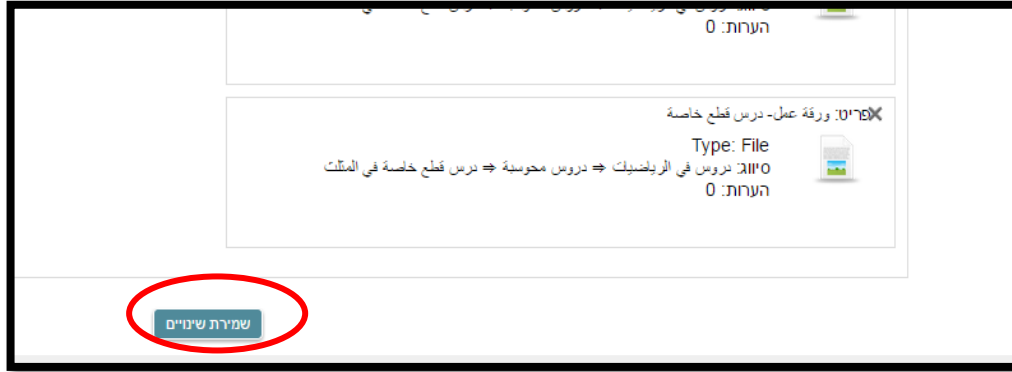 הערות: 0
פריט: ورقة عمل- درس قطع خاصة
Type: File
סיווג: دروس في الرياضيات ⇒ دروس محوسبة ⇒ درس قطع خاصة في المثلث
הערות: 0
שמירת שינויים